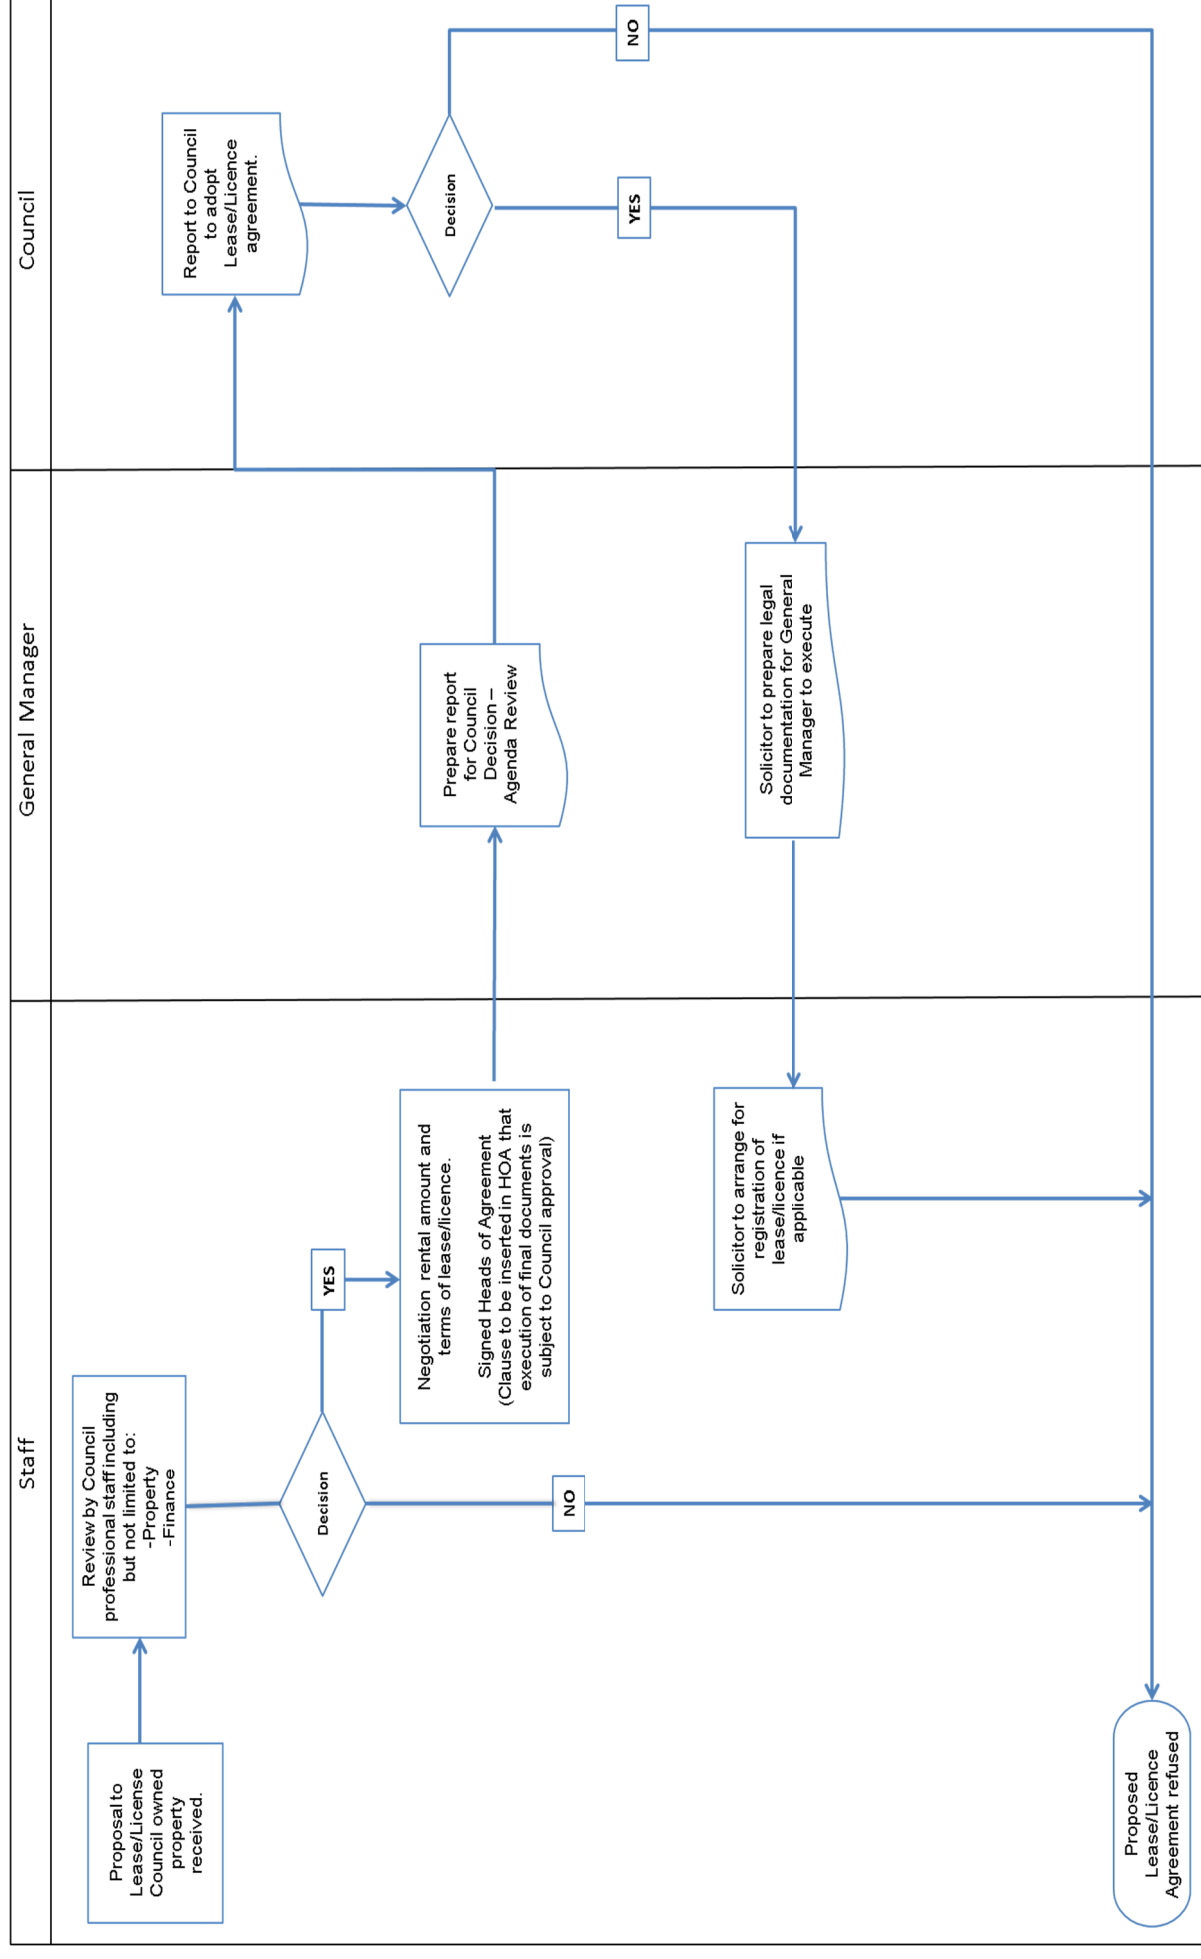 Staff
General Manager
Council
Proposal to
Lease/License
Council owned
property
received.
Review by Council
professional staff including
but not limited to:
-Property
-Finance
Decision
YES
NO
Negotiation rental amount and
terms of lease/licence.
Signed Heads of Agreement
(Clause to be inserted in HOA that
execution of final documents is
subject to Council approval)
Prepare report
for Council
Decision –
Agenda Review
Report to Council
to adopt
Lease/Licence
agreement.
Decision
YES
NO
Solicitor to prepare legal
documentation for General
Manager to execute
Solicitor to arrange for
registration of
lease/licence if
applicable
Proposed
Lease/Licence
Agreement refused